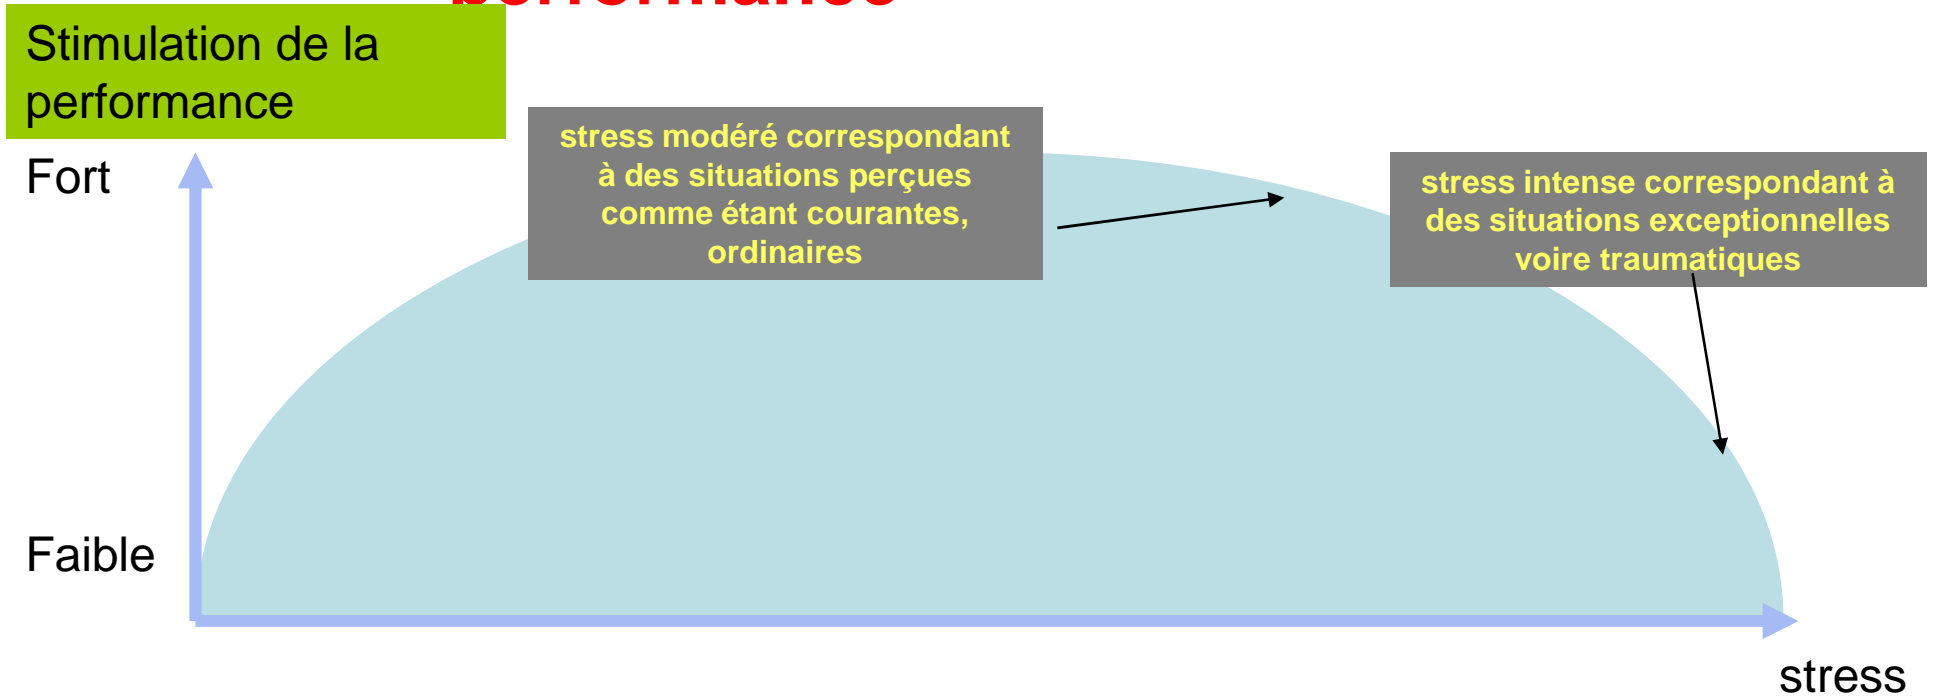 performance
Stimulation de la
performance
Fort
stress modéré correspondant
à des situations perçues
comme étant courantes,
ordinaires
stress intense correspondant à
des situations exceptionnelles
voire traumatiques
Faible
stress